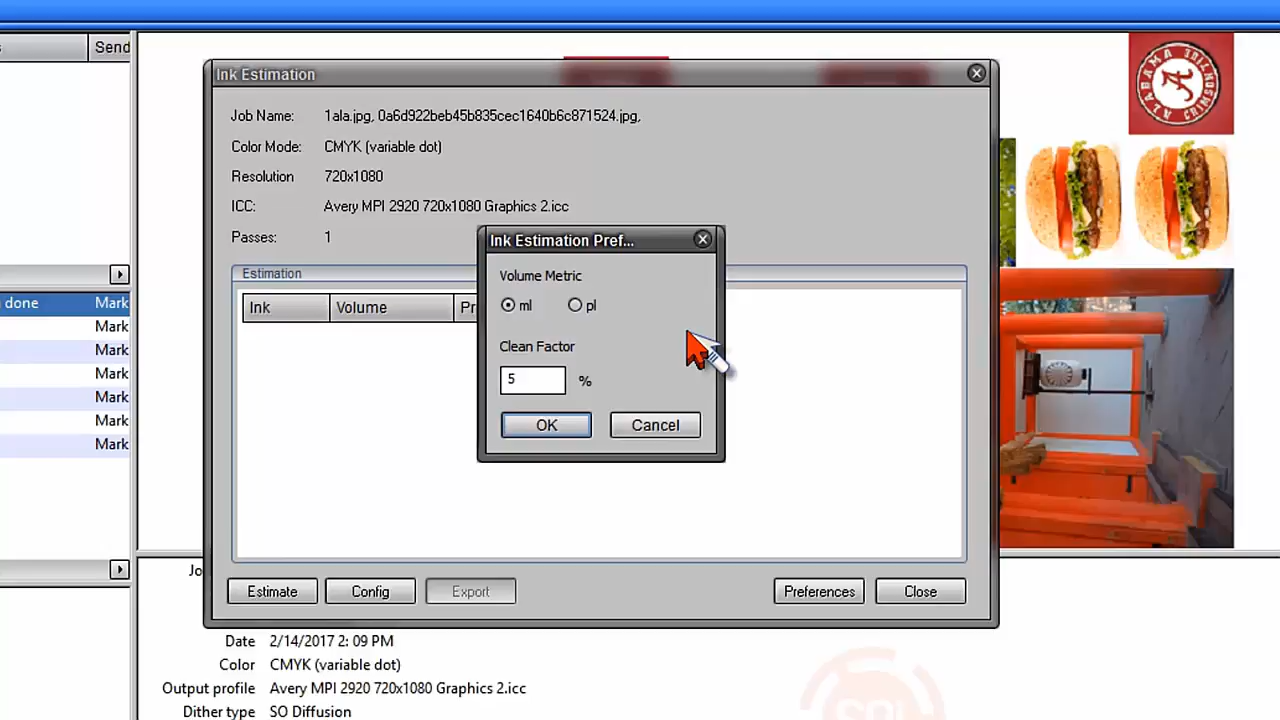 s
Send
Ink Estimation
Job Name: 1ala.jpg, 0a6d922beb45b835cec1640b6c871524.jpg,
Color Mode: CMYK (variable dot)
Resolution 720x1080
ICC: Avery MPI 2920 720x1080 Graphics 2.icc
Passes: 1
Estimation
Ink Volume Pr
Ink Estimation Pref...
Volume Metric
ml pl
Clean Factor
5 %
OK Cancel
done Mark
Mark
Mark
Mark
Mark
Mark
Mark
Estimate Config Export Preferences Close
Jo
Date 2/14/2017 2: 09 PM
Color CMYK (variable dot)
Output profile Avery MPI 2920 720x1080 Graphics 2.icc
Dither type SO Diffusion
ALABAMA CRIMSON TIDE